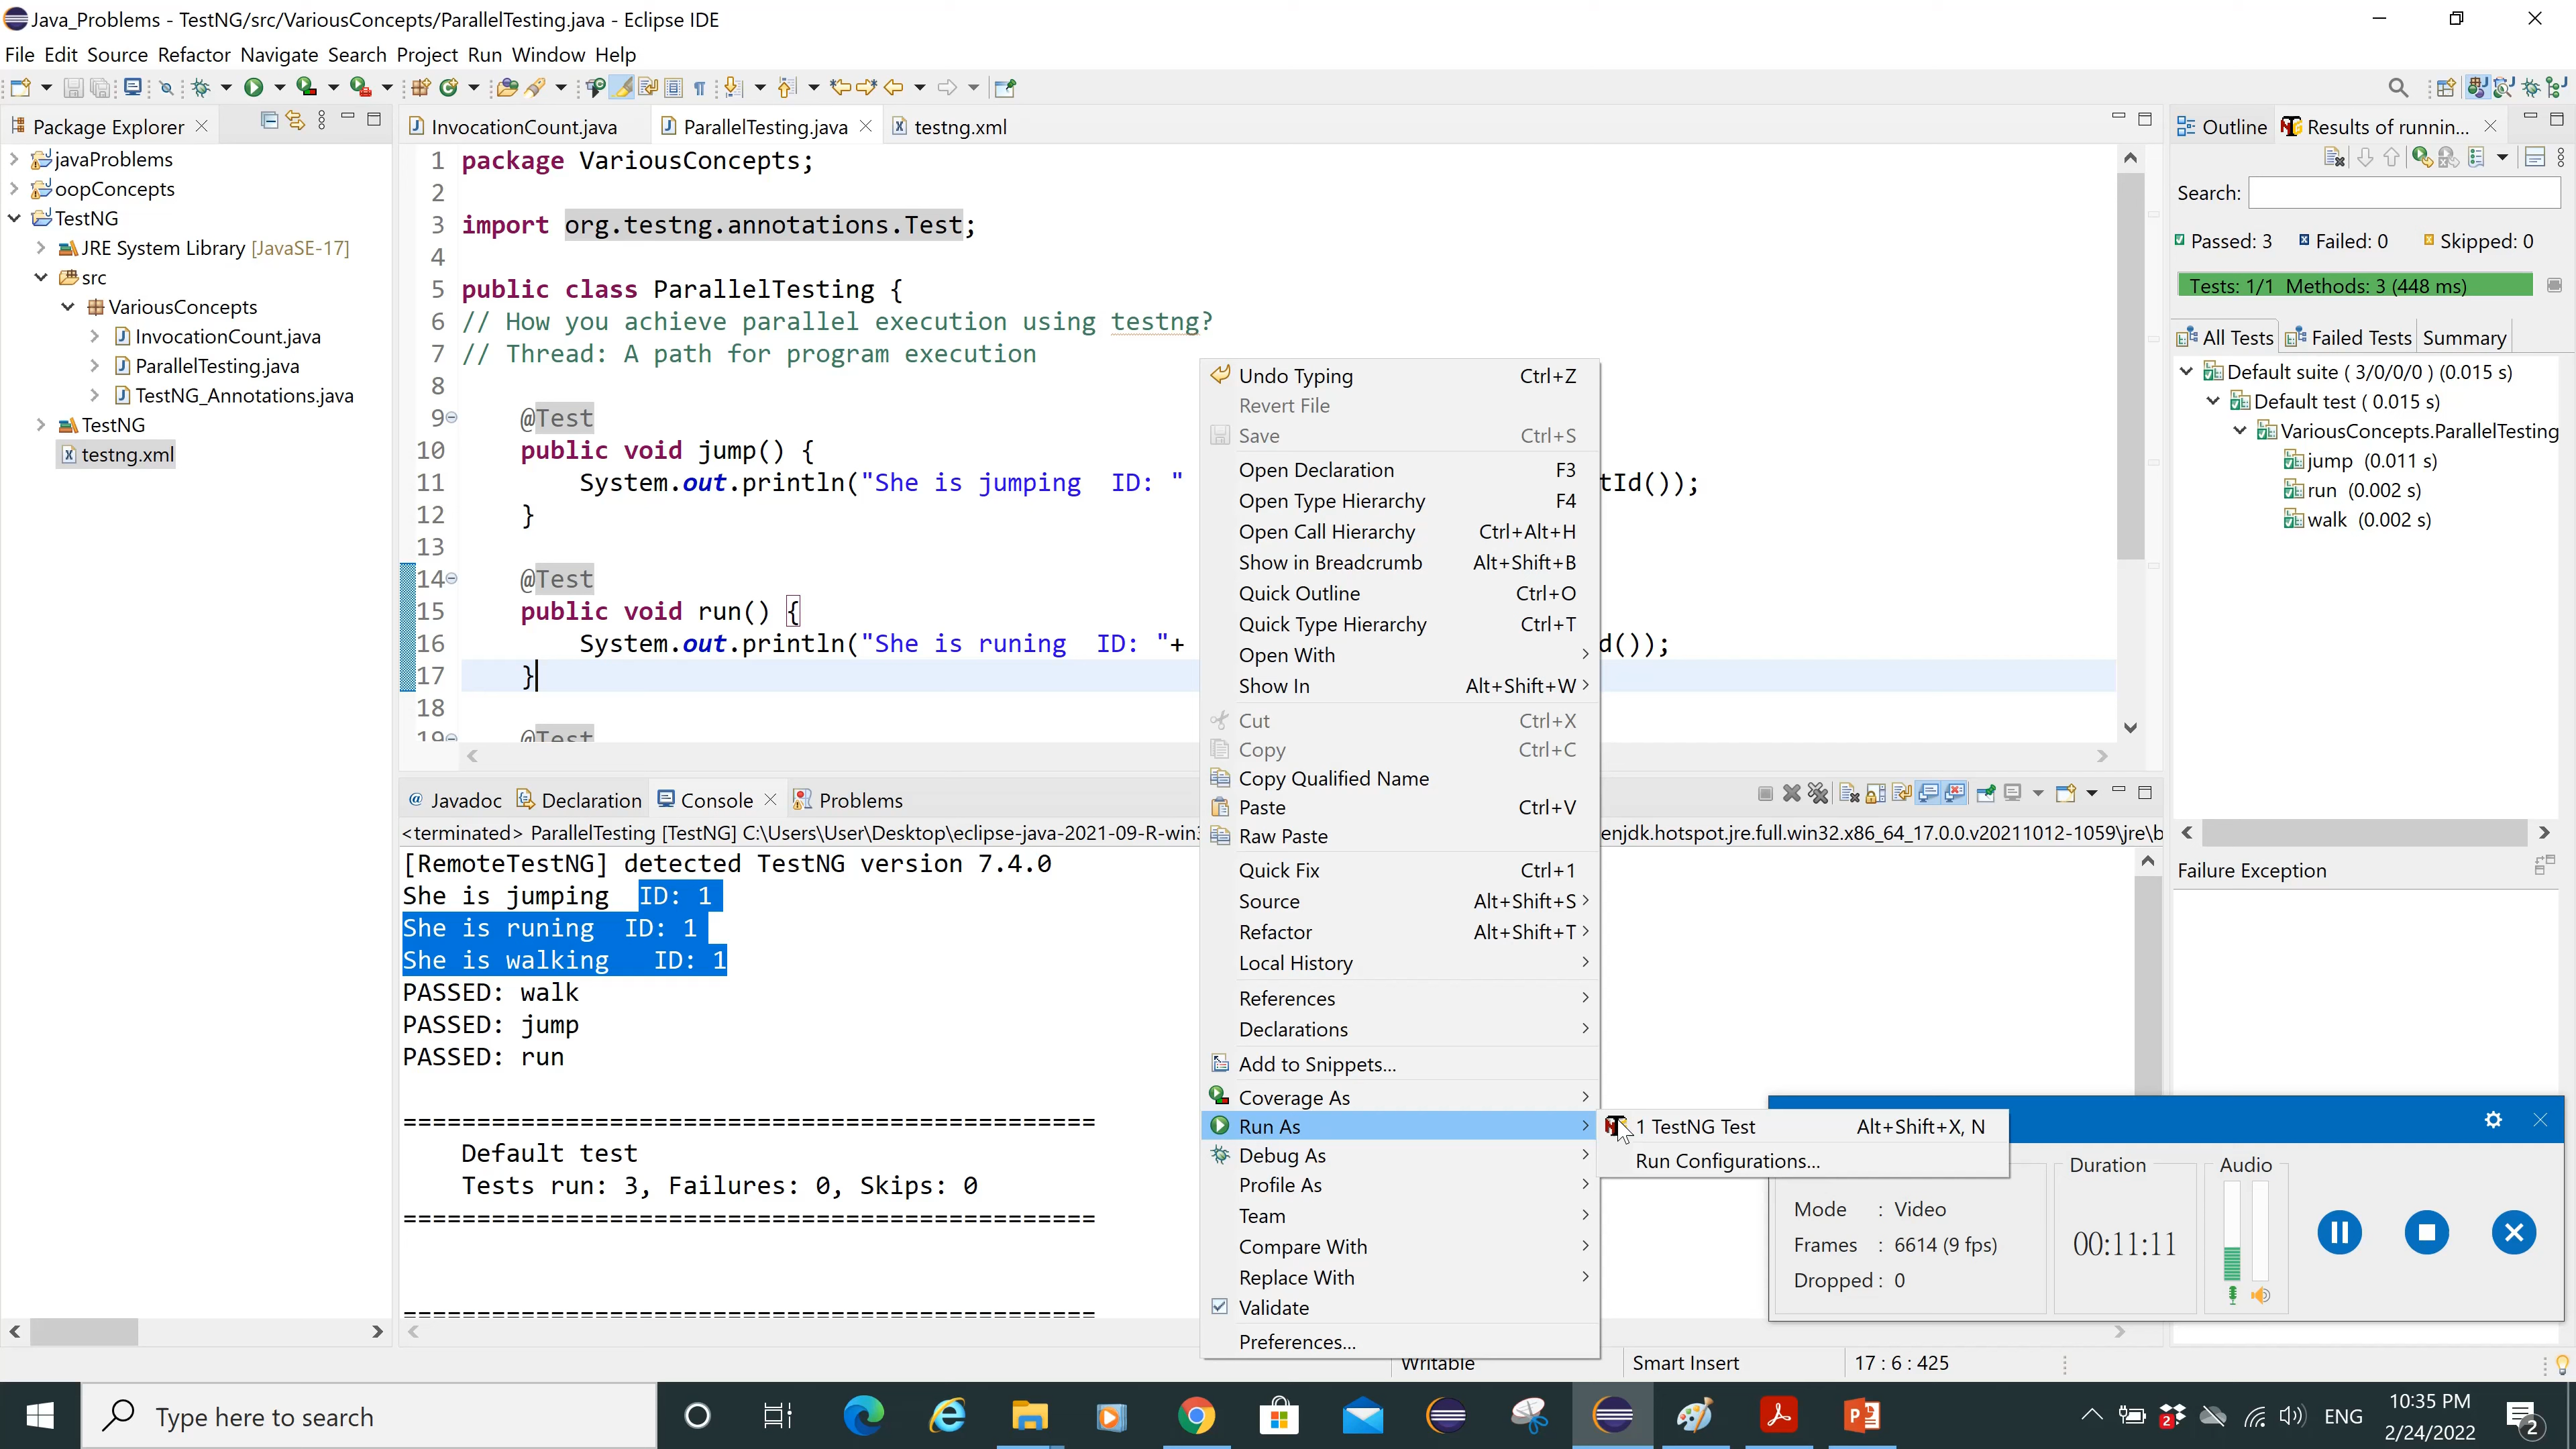 Java_Problems - TestNG/src/VariousConcepts/ParallelTesting.java - Eclipse IDE
File Edit Source Refactor Navigate Search Project Run Window Help
Package Explorer
javaProblems
oopConcepts
TestNG
JRE System Library [JavaSE-17]
src
VariousConcepts
InvocationCount.java
ParallelTesting.java
TestNG_Annotations.java
TestNG
testng.xml
InvocationCount.java
ParallelTesting.java
testng.xml
1 package VariousConcepts;
2
3 import org.testng.annotations.Test;
4
5 public class ParallelTesting {
6 // How you achieve parallel execution using testng?
7 // Thread: A path for program execution
8
9 @Test
10 public void jump() {
11 System.out.println("She is jumping  ID: " tId());
12 }
13
14 @Test
15 public void run() {
16 System.out.println("She is runing  ID: "+ d());
17 }
18
19 @Test
Undo Typing Ctrl+Z
Revert File
Save Ctrl+S
Open Declaration F3
Open Type Hierarchy F4
Open Call Hierarchy Ctrl+Alt+H
Show in Breadcrumb Alt+Shift+B
Quick Outline Ctrl+O
Quick Type Hierarchy Ctrl+T
Open With
Show In Alt+Shift+W
Cut Ctrl+X
Copy Ctrl+C
Copy Qualified Name
Paste Ctrl+V
Raw Paste
Quick Fix Ctrl+1
Source Alt+Shift+S
Refactor Alt+Shift+T
Local History
References
Declarations
Add to Snippets...
Coverage As
Run As
Debug As
Profile As
Team
Compare With
Replace With
Validate
Preferences...
1 TestNG Test Alt+Shift+X, N
Run Configurations...
@ Javadoc Declaration Console Problems
<terminated> ParallelTesting [TestNG] C:\Users\User\Desktop\eclipse-java-2021-09-R-win3 enjdk.hotspot.jre.full.win32.x86_64_17.0.0.v20211012-1059\jre\b
[RemoteTestNG] detected TestNG version 7.4.0
She is jumping  ID: 1
She is runing  ID: 1
She is walking   ID: 1
PASSED: walk
PASSED: jump
PASSED: run
===============================================
Default test
Tests run: 3, Failures: 0, Skips: 0
===============================================
===============================================
Outline
Results of runnin...
Search:
Passed: 3 Failed: 0 Skipped: 0
Tests: 1/1 Methods: 3 (448 ms)
All Tests Failed Tests Summary
Default suite ( 3/0/0/0 ) (0.015 s)
Default test ( 0.015 s)
VariousConcepts.ParallelTesting
jump (0.011 s)
run (0.002 s)
walk (0.002 s)
Failure Exception
Duration Audio
Mode : Video
Frames : 6614 (9 fps)
Dropped : 0
00:11:11
Writable Smart Insert 17 : 6 : 425
Type here to search
2
ENG
10:35 PM
2/24/2022
2